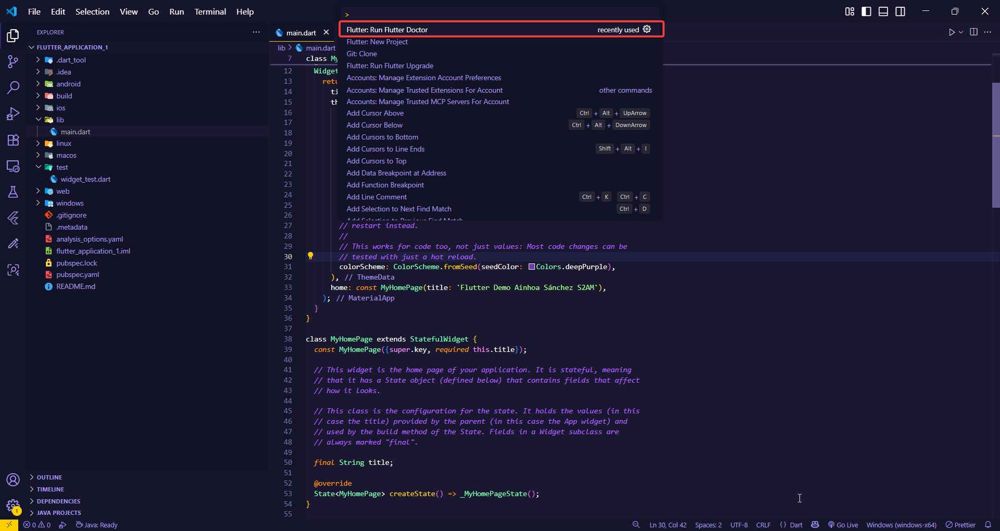 File Edit Selection View Go Run Terminal Help
>
Flutter: Run Flutter Doctor recently used
Flutter: New Project
Git: Clone
Flutter: Run Flutter Upgrade
Accounts: Manage Extension Account Preferences
Accounts: Manage Trusted Extensions For Account other commands
Accounts: Manage Trusted MCP Servers For Account
Add Cursor Above Ctrl + Alt + UpArrow
Add Cursor Below Ctrl + Alt + DownArrow
Add Cursors to Bottom
Add Cursors to Line Ends Shift + Alt + I
Add Cursors to Top
Add Data Breakpoint at Address
Add Function Breakpoint
Add Line Comment Ctrl + K Ctrl + C
Add Selection to Next Find Match Ctrl + D
Add Selection to Previous Find Match
EXPLORER
FLUTTER_APPLICATION_1
.dart_tool
.idea
android
build
ios
lib
main.dart
linux
macos
test
widget_test.dart
web
windows
.gitignore
.metadata
analysis_options.yaml
flutter_application_1.iml
pubspec.lock
pubspec.yaml
README.md
OUTLINE
TIMELINE
DEPENDENCIES
JAVA PROJECTS
main.dart
lib > main.dart
7 class My
12 Widget
13 retu
14 ti
15 th
16
17
18
19
20
21
22
23
24
25
26
27 // restart instead.
28 //
29 // This works for code too, not just values: Most code changes can be
30 // tested with just a hot reload.
31 colorScheme: ColorScheme.fromSeed(seedColor: Colors.deepPurple),
32 ), // ThemeData
33 home: const MyHomePage(title: 'Flutter Demo Ainhoa Sánchez S2AM'),
34 ); // MaterialApp
35 }
36 }
37
38 class MyHomePage extends StatefulWidget {
39 const MyHomePage({super.key, required this.title});
40
41 // This widget is the home page of your application. It is stateful, meaning
42 // that it has a State object (defined below) that contains fields that affect
43 // how it looks.
44
45 // This class is the configuration for the state. It holds the values (in this
46 // case the title) provided by the parent (in this case the App widget) and
47 // used by the build method of the State. Fields in a Widget subclass are
48 // always marked "final".
49
50 final String title;
51
52 @override
53 State<MyHomePage> createState() => _MyHomePageState();
54 }
55
1
0 0 Java: Ready Ln 30, Col 42 Spaces: 2 UTF-8 CRLF {} Dart Go Live Windows (windows-x64) Prettier